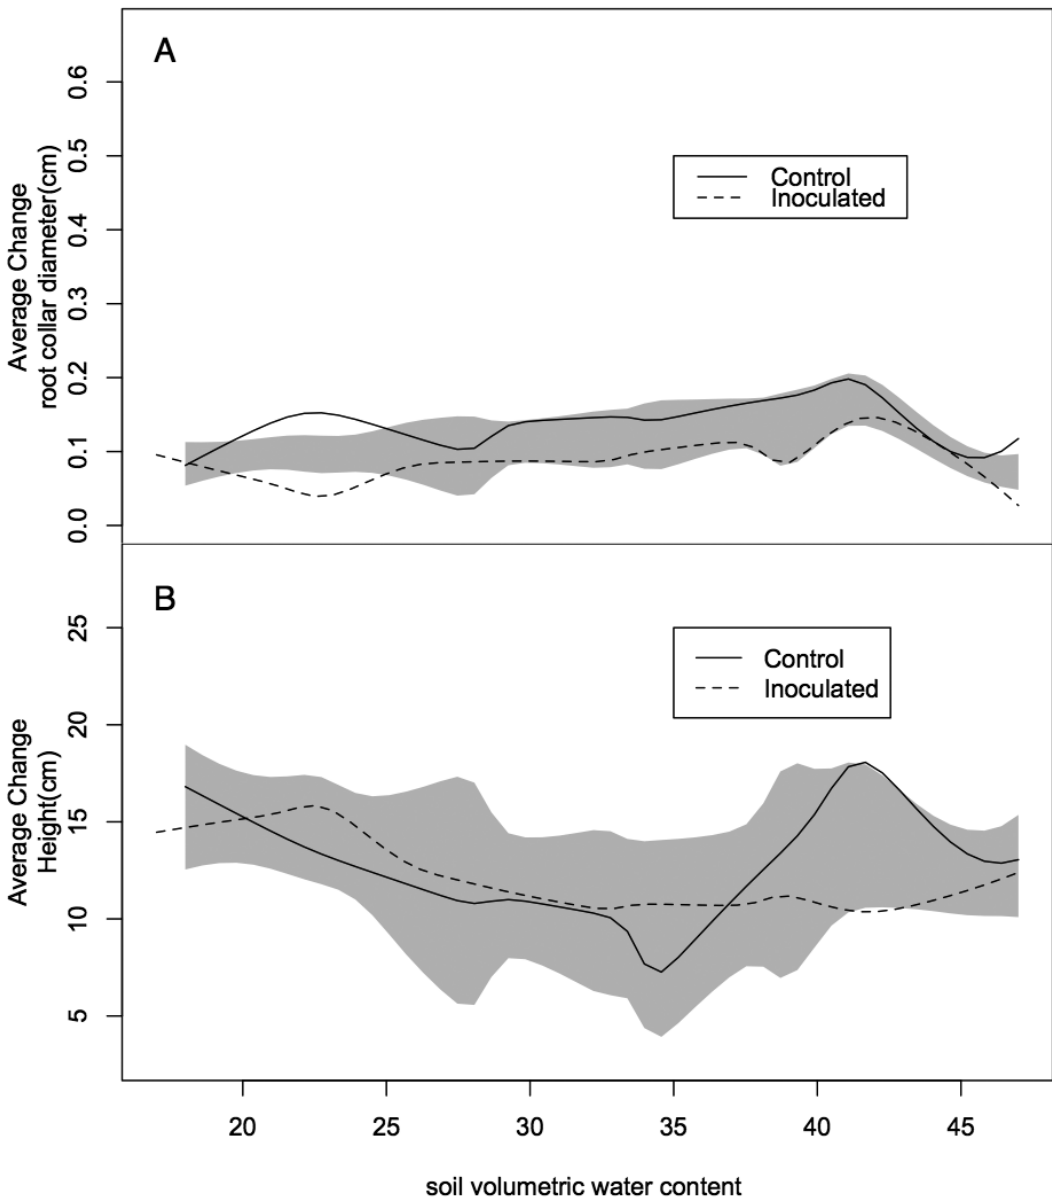 A
0.6
0.5
0.4
0.3
0.2
0.1
0.0
Average Change
root collar diameter(cm)
Control
Inoculated
B
25
20
15
10
5
Average Change
Height(cm)
Control
Inoculated
20 25 30 35 40 45
soil volumetric water content